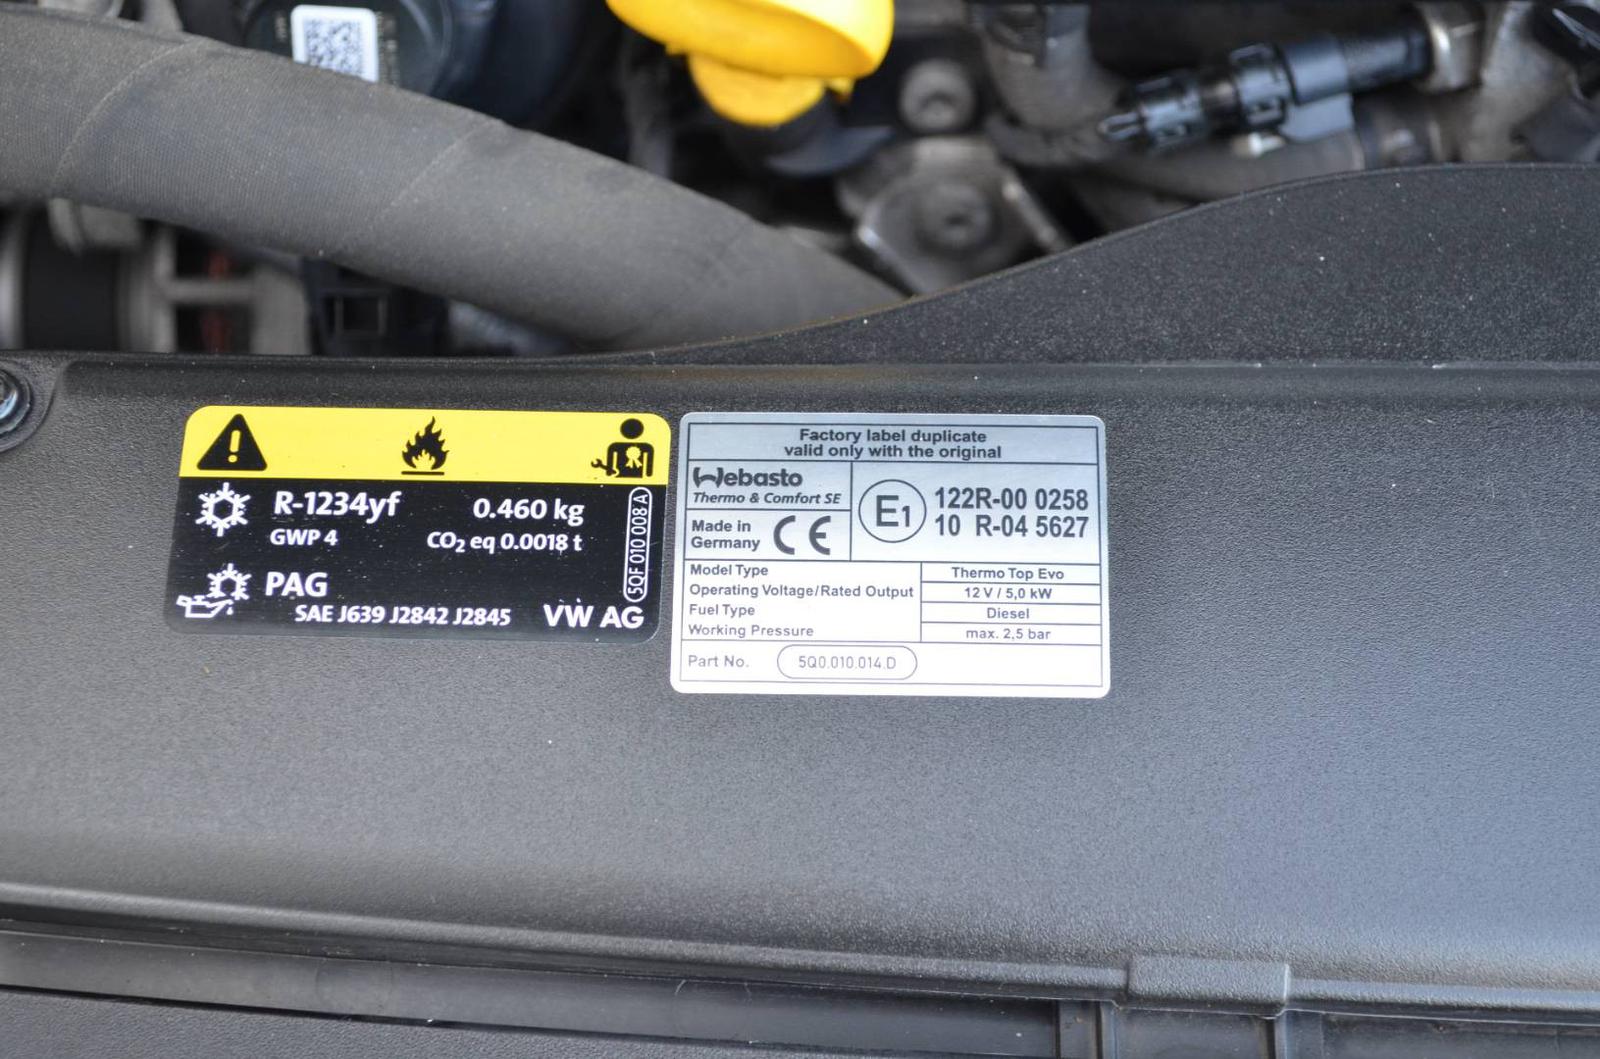 R-1234yf 0.460 kg
GWP 4 CO2 eq 0.0018 t
PAG
SAE J639 J2842 J2845 VW AG
5QF 010 008 A
Factory label duplicate
valid only with the original
Webasto
Thermo & Comfort SE
Made in
Germany CE
E1
122R-00 0258
10 R-04 5627
Model Type Thermo Top Evo
Operating Voltage/Rated Output 12 V / 5,0 kW
Fuel Type Diesel
Working Pressure max. 2,5 bar
Part No. 5Q0.010.014.D